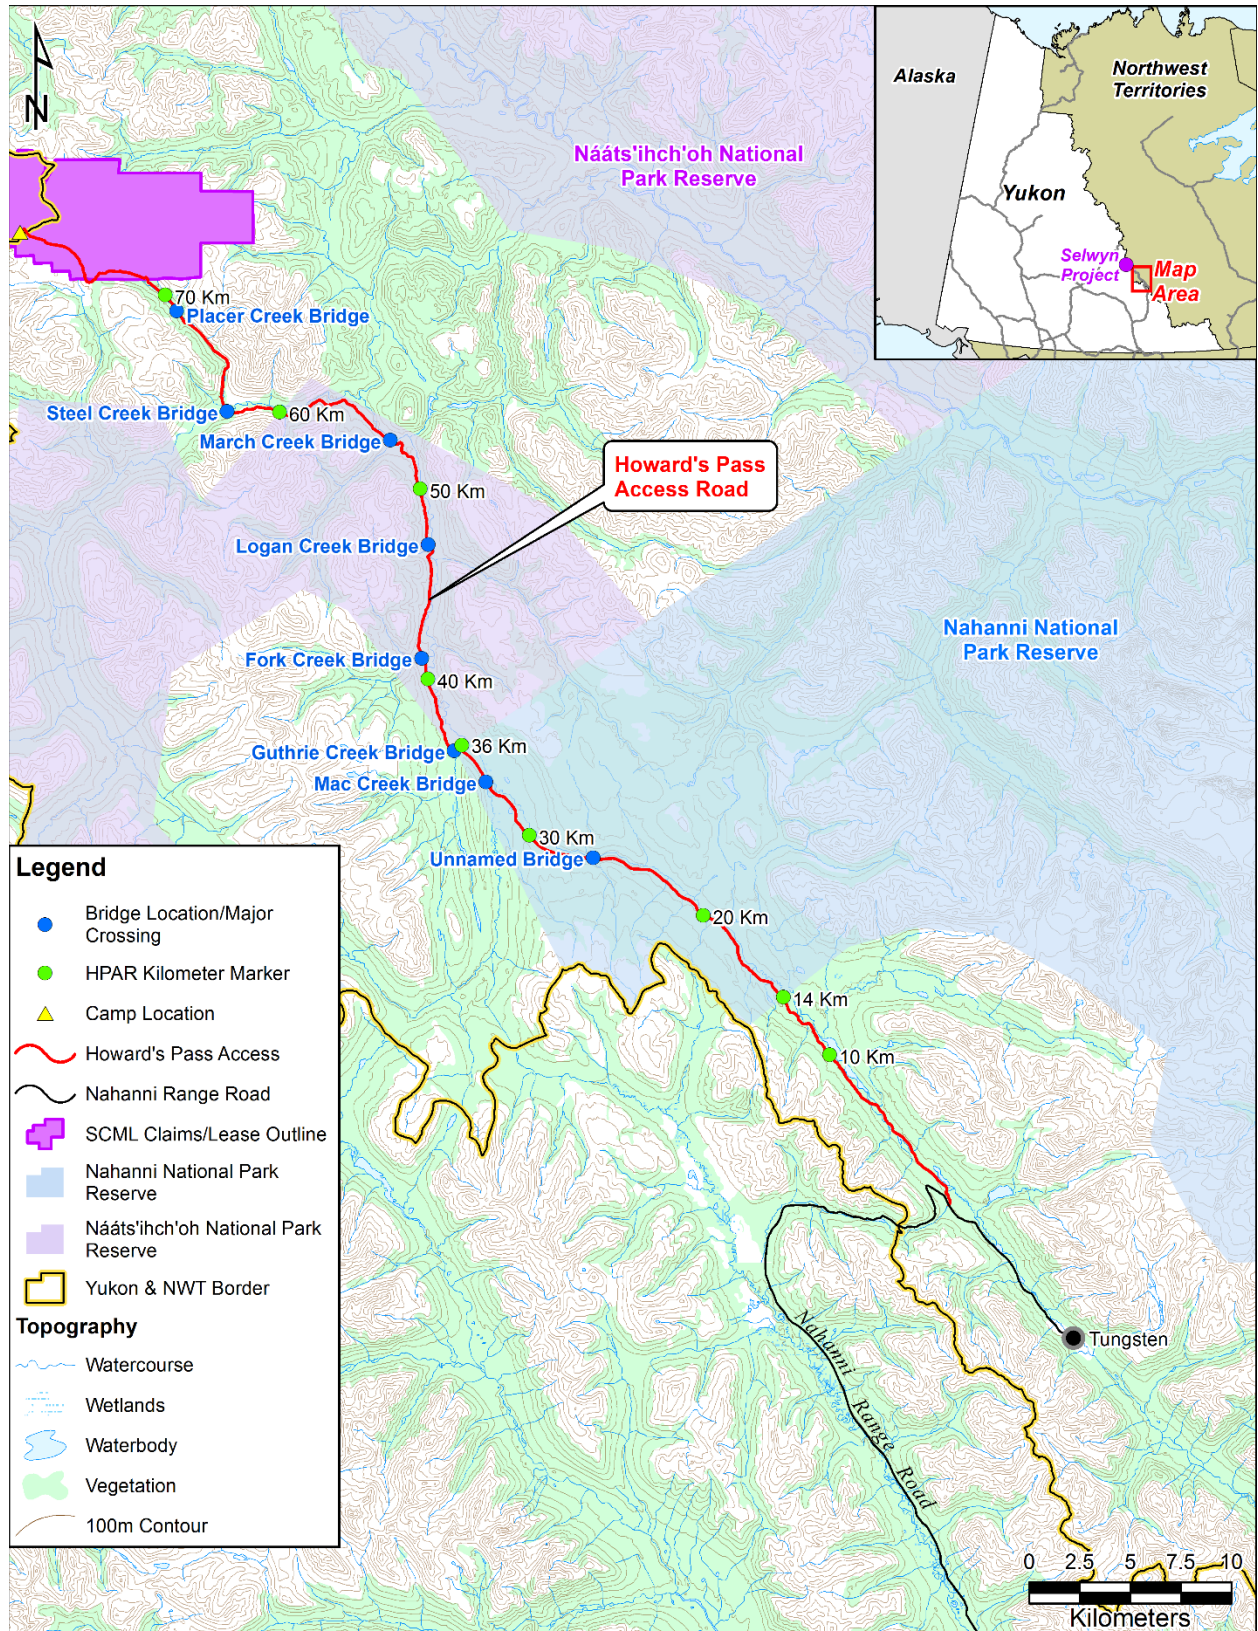 N
Alaska
Northwest
Territories
Yukon
Selwyn
Project
Map
Area
Nááts'ihch'oh National
Park Reserve
70 Km
Placer Creek Bridge
Steel Creek Bridge
60 Km
March Creek Bridge
Howard's Pass
Access Road
50 Km
Logan Creek Bridge
Nahanni National
Park Reserve
Fork Creek Bridge
40 Km
Guthrie Creek Bridge
36 Km
Mac Creek Bridge
30 Km
Unnamed Bridge
20 Km
14 Km
10 Km
Tungsten
Nahanni Range Road
Legend
Bridge Location/Major
Crossing
HPAR Kilometer Marker
Camp Location
Howard's Pass Access
Nahanni Range Road
SCML Claims/Lease Outline
Nahanni National Park
Reserve
Nááts'ihch'oh National Park
Reserve
Yukon & NWT Border
Topography
Watercourse
Wetlands
Waterbody
Vegetation
100m Contour
0 2.5 5 7.5 10
Kilometers